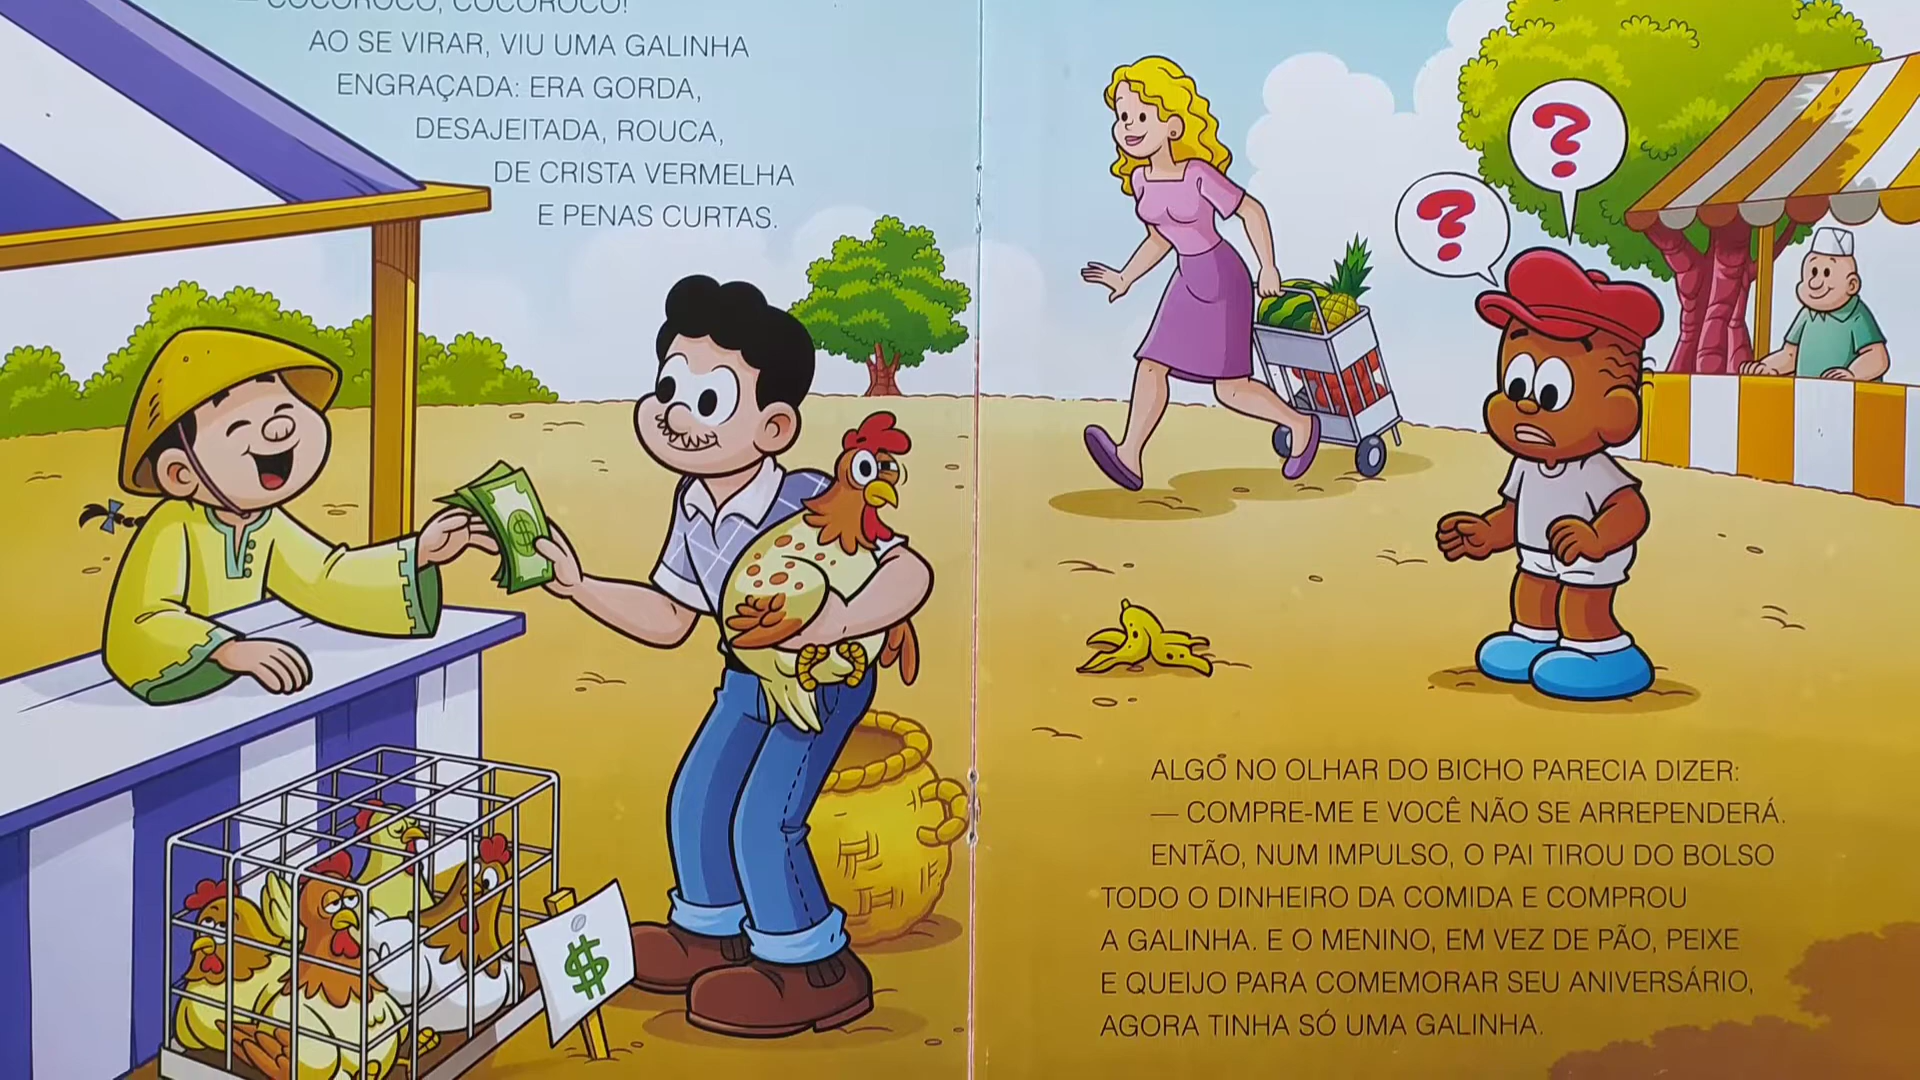 — COCOROCÓ, COCOROCÓ!
AO SE VIRAR, VIU UMA GALINHA
ENGRAÇADA: ERA GORDA,
DESAJEITADA, ROUCA,
DE CRISTA VERMELHA
E PENAS CURTAS.
?
?
$
$
ALGO NO OLHAR DO BICHO PARECIA DIZER:
— COMPRE-ME E VOCÊ NÃO SE ARREPENDERÁ.
ENTÃO, NUM IMPULSO, O PAI TIROU DO BOLSO
TODO O DINHEIRO DA COMIDA E COMPROU
A GALINHA. E O MENINO, EM VEZ DE PÃO, PEIXE
E QUEIJO PARA COMEMORAR SEU ANIVERSÁRIO,
AGORA TINHA SÓ UMA GALINHA.